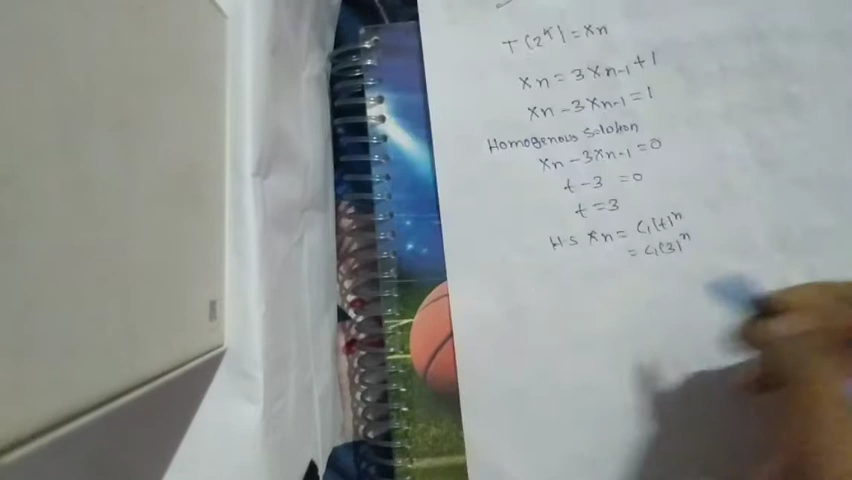 T(2^k) = xn
xn = 3xn-1 + 1
xn - 3xn-1 = 1
Homogenous Solution
xn - 3xn-1 = 0
t - 3 = 0
t = 3
H.S xn = C1(t)^n
= C1(3)^n